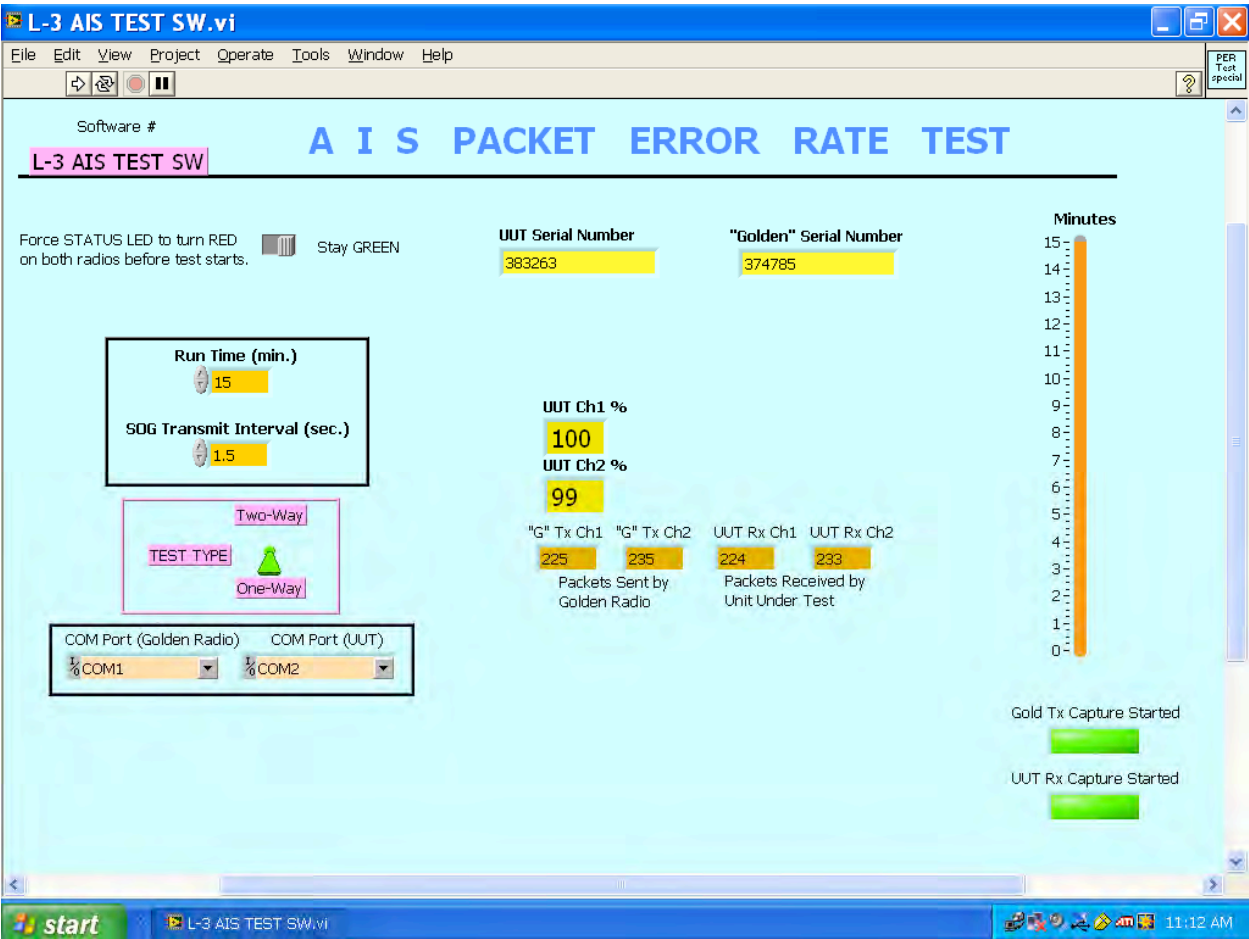 L-3 AIS TEST SW.vi
File Edit View Project Operate Tools Window Help
PER
Test
special
Software #
L-3 AIS TEST SW
A I S PACKET ERROR RATE TEST
Force STATUS LED to turn RED
on both radios before test starts.
Stay GREEN
UUT Serial Number
383263
"Golden" Serial Number
374785
Minutes
15
14
13
12
11
10
9
8
7
6
5
4
3
2
1
0
Run Time (min.)
15
SOG Transmit Interval (sec.)
1.5
UUT Ch1 %
100
UUT Ch2 %
99
Two-Way
TEST TYPE
One-Way
"G" Tx Ch1 "G" Tx Ch2 UUT Rx Ch1 UUT Rx Ch2
225 235 224 233
Packets Sent by
Golden Radio
Packets Received by
Unit Under Test
COM Port (Golden Radio) COM Port (UUT)
COM1 COM2
Gold Tx Capture Started
UUT Rx Capture Started
start L-3 AIS TEST SW.vi 11:12 AM